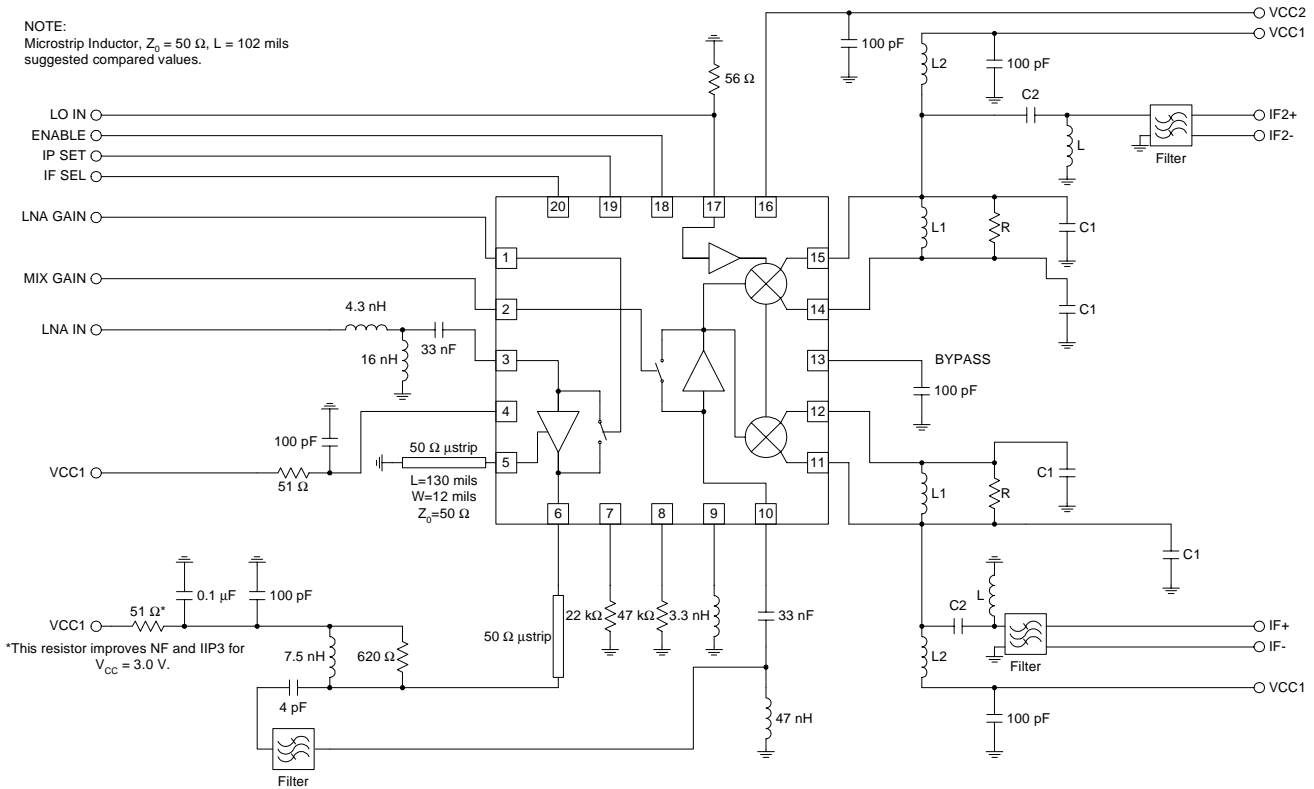 NOTE:
Microstrip Inductor, Z0 = 50 Ω, L = 102 mils
suggested compared values.
VCC2
VCC1
100 pF
L2
100 pF
56 Ω
C2
L
Filter
IF2+
IF2-
LO IN
ENABLE
IP SET
IF SEL
LNA GAIN
MIX GAIN
LNA IN
4.3 nH
16 nH
33 nF
20
19
18
17
16
1
2
3
4
5
6
7
8
9
10
15
14
13
12
11
L1
R
C1
C1
BYPASS
100 pF
100 pF
VCC1
51 Ω
50 Ω µstrip
L=130 mils
W=12 mils
Z0=50 Ω
L1
R
C1
C1
0.1 µF
100 pF
VCC1
51 Ω*
*This resistor improves NF and IIP3 for
VCC = 3.0 V.
7.5 nH
620 Ω
4 pF
Filter
50 Ω µstrip
22 kΩ
47 kΩ
3.3 nH
33 nF
47 nH
C2
L
Filter
IF+
IF-
L2
VCC1
100 pF